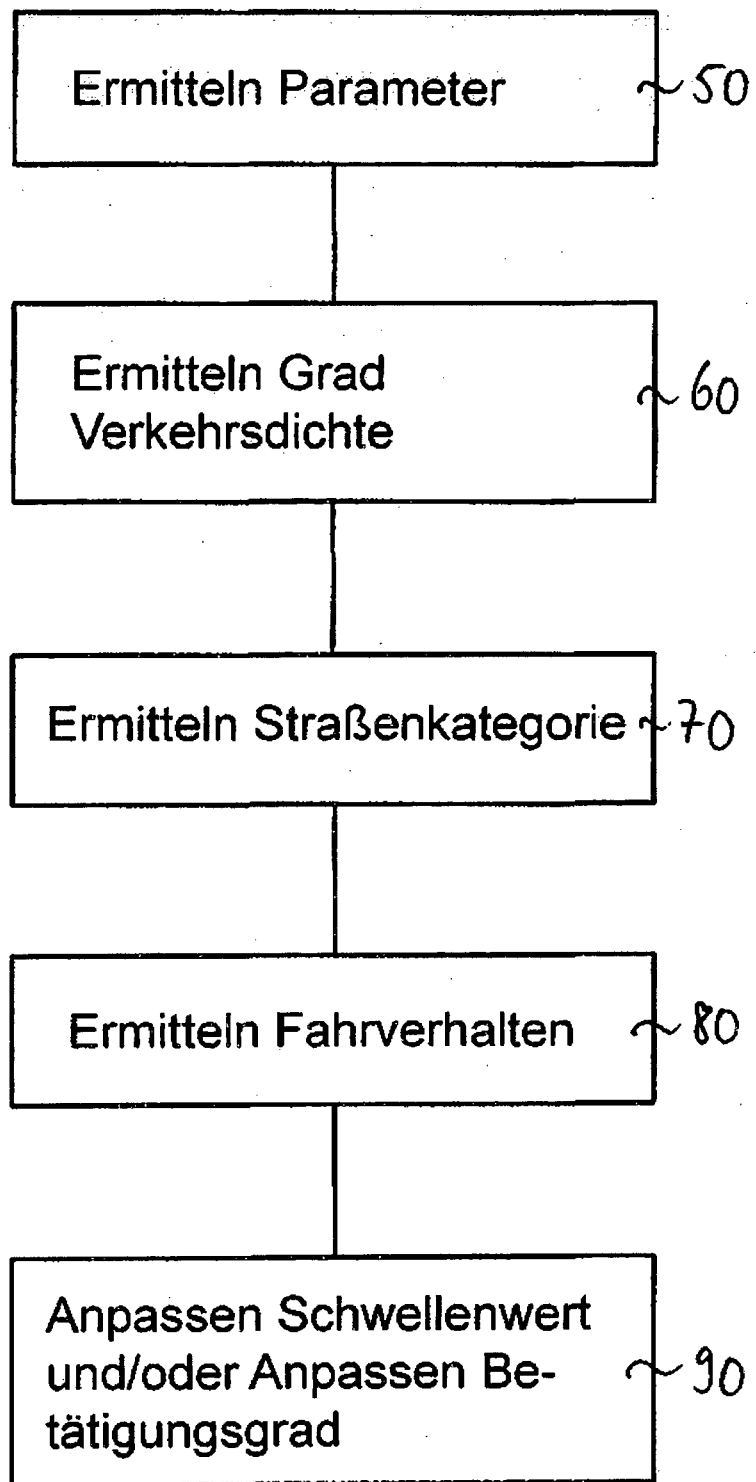 Ermitteln Parameter 50
Ermitteln Grad
Verkehrsdichte 60
Ermitteln Straßenkategorie 70
Ermitteln Fahrverhalten 80
Anpassen Schwellenwert
und/oder Anpassen Be- 90
tätigungsgrad